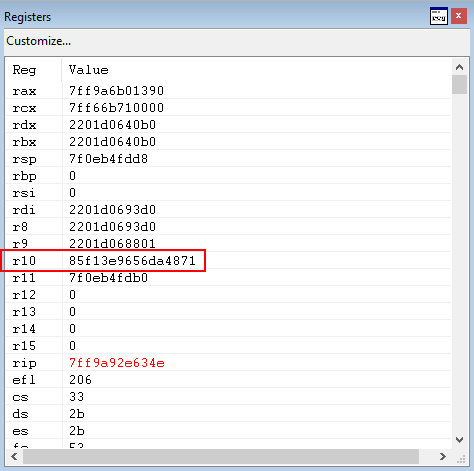 Registers
Customize...
Reg Value
rax 7ff9a6b01390
rcx 7ff66b710000
rdx 2201d0640b0
rbx 2201d0640b0
rsp 7f0eb4fdd8
rbp 0
rsi 0
rdi 2201d0693d0
r8 2201d0693d0
r9 2201d068801
r10 85f13e9656da4871
r11 7f0eb4fdb0
r12 0
r13 0
r14 0
r15 0
rip 7ff9a92e634e
efl 206
cs 33
ds 2b
es 2b
fs 53